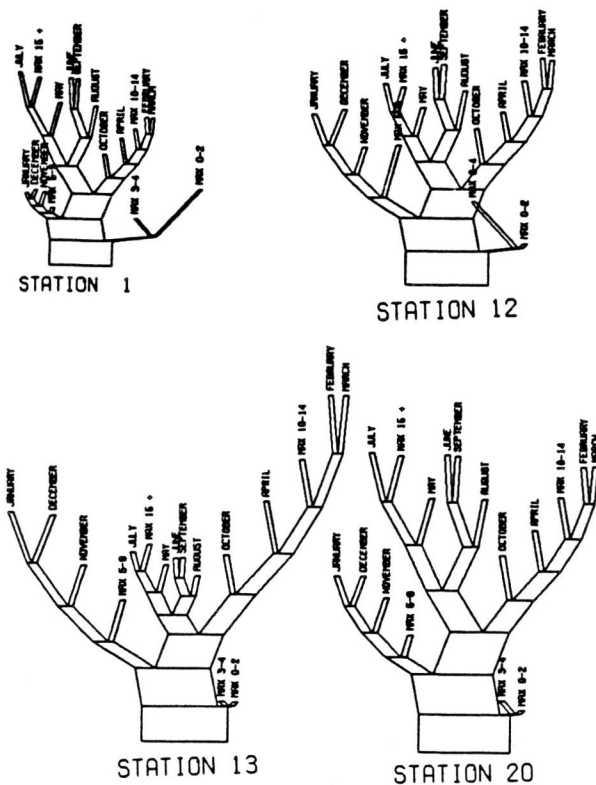 JULY
MAX 15 +
MAY
JUNE
SEPTEMBER
AUGUST
OCTOBER
APRIL
MAX 10-14
FEBRUARY
MARCH
JANUARY
DECEMBER
NOVEMBER
MAX 3-4
MAX 0-2
STATION 1
JANUARY
DECEMBER
NOVEMBER
JULY
MAX 15 +
MAY
JUNE
SEPTEMBER
AUGUST
OCTOBER
APRIL
MAX 10-14
FEBRUARY
MARCH
MAX 0-2
STATION 12
JANUARY
DECEMBER
NOVEMBER
MAX 6-8
JULY
MAX 15 +
MAY
JUNE
SEPTEMBER
AUGUST
OCTOBER
APRIL
MAX 10-14
FEBRUARY
MARCH
MAX 3-4
MAX 0-2
STATION 13
JANUARY
DECEMBER
NOVEMBER
MAX 6-8
JULY
MAX 15 +
MAY
JUNE
SEPTEMBER
AUGUST
OCTOBER
APRIL
MAX 10-14
FEBRUARY
MARCH
MAX 3-4
MAX 0-2
STATION 20